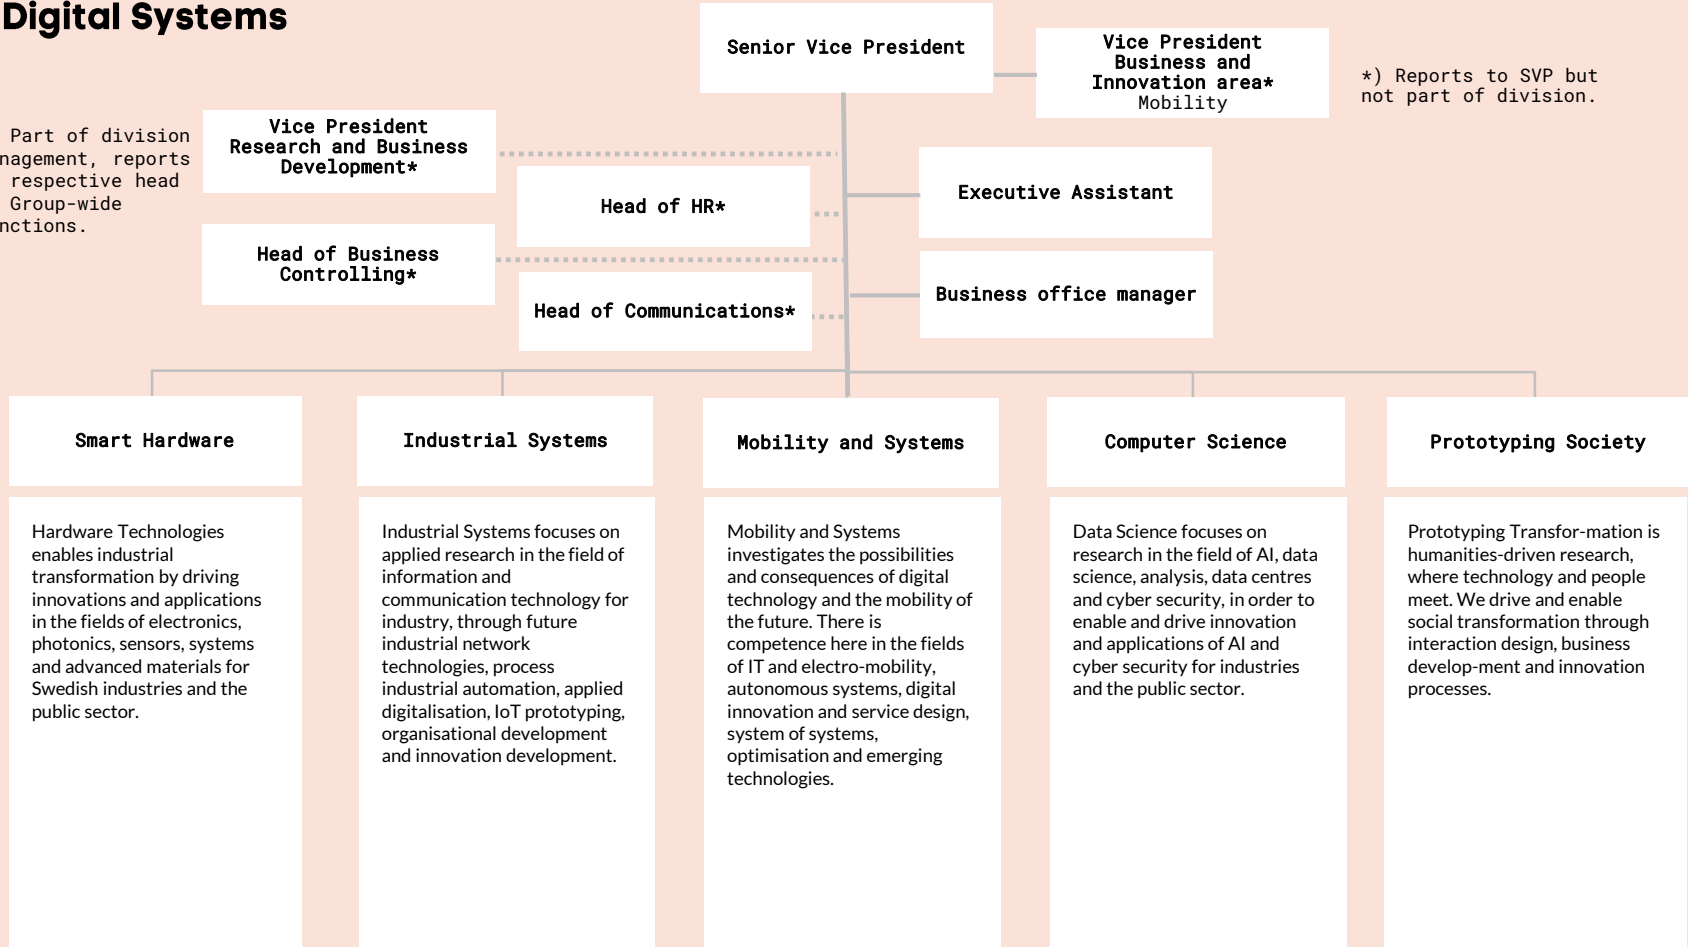 Digital Systems
Senior Vice President
Vice President
Business and
Innovation area*
Mobility
*) Reports to SVP but
not part of division.
Part of division
nagement, reports
respective head
Group-wide
nctions.
Vice President
Research and Business
Development*
Head of HR*
Executive Assistant
Head of Business
Controlling*
Head of Communications*
Business office manager
Smart Hardware
Industrial Systems
Mobility and Systems
Computer Science
Prototyping Society
Hardware Technologies
enables industrial
transformation by driving
innovations and applications
in the fields of electronics,
photonics, sensors, systems
and advanced materials for
Swedish industries and the
public sector.
Industrial Systems focuses on
applied research in the field of
information and
communication technology for
industry, through future
industrial network
technologies, process
industrial automation, applied
digitalisation, IoT prototyping,
organisational development
and innovation development.
Mobility and Systems
investigates the possibilities
and consequences of digital
technology and the mobility of
the future. There is
competence here in the fields
of IT and electro-mobility,
autonomous systems, digital
innovation and service design,
system of systems,
optimisation and emerging
technologies.
Data Science focuses on
research in the field of AI, data
science, analysis, data centres
and cyber security, in order to
enable and drive innovation
and applications of AI and
cyber security for industries
and the public sector.
Prototyping Transfor-mation is
humanities-driven research,
where technology and people
meet. We drive and enable
social transformation through
interaction design, business
develop-ment and innovation
processes.